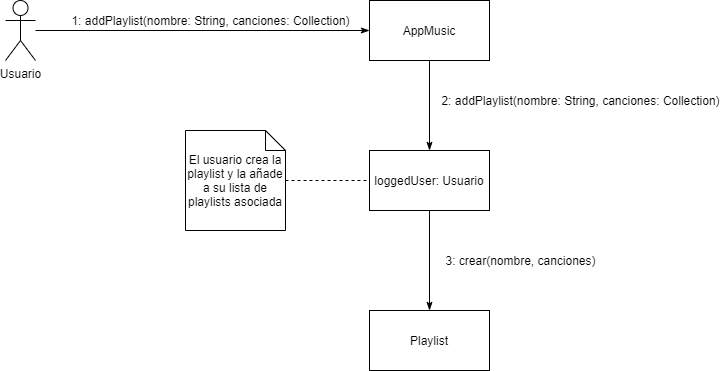 1: addPlaylist(nombre: String, canciones: Collection)
AppMusic
Usuario
2: addPlaylist(nombre: String, canciones: Collection)
El usuario crea la
playlist y la añade
a su lista de
playlists asociada
loggedUser: Usuario
3: crear(nombre, canciones)
Playlist